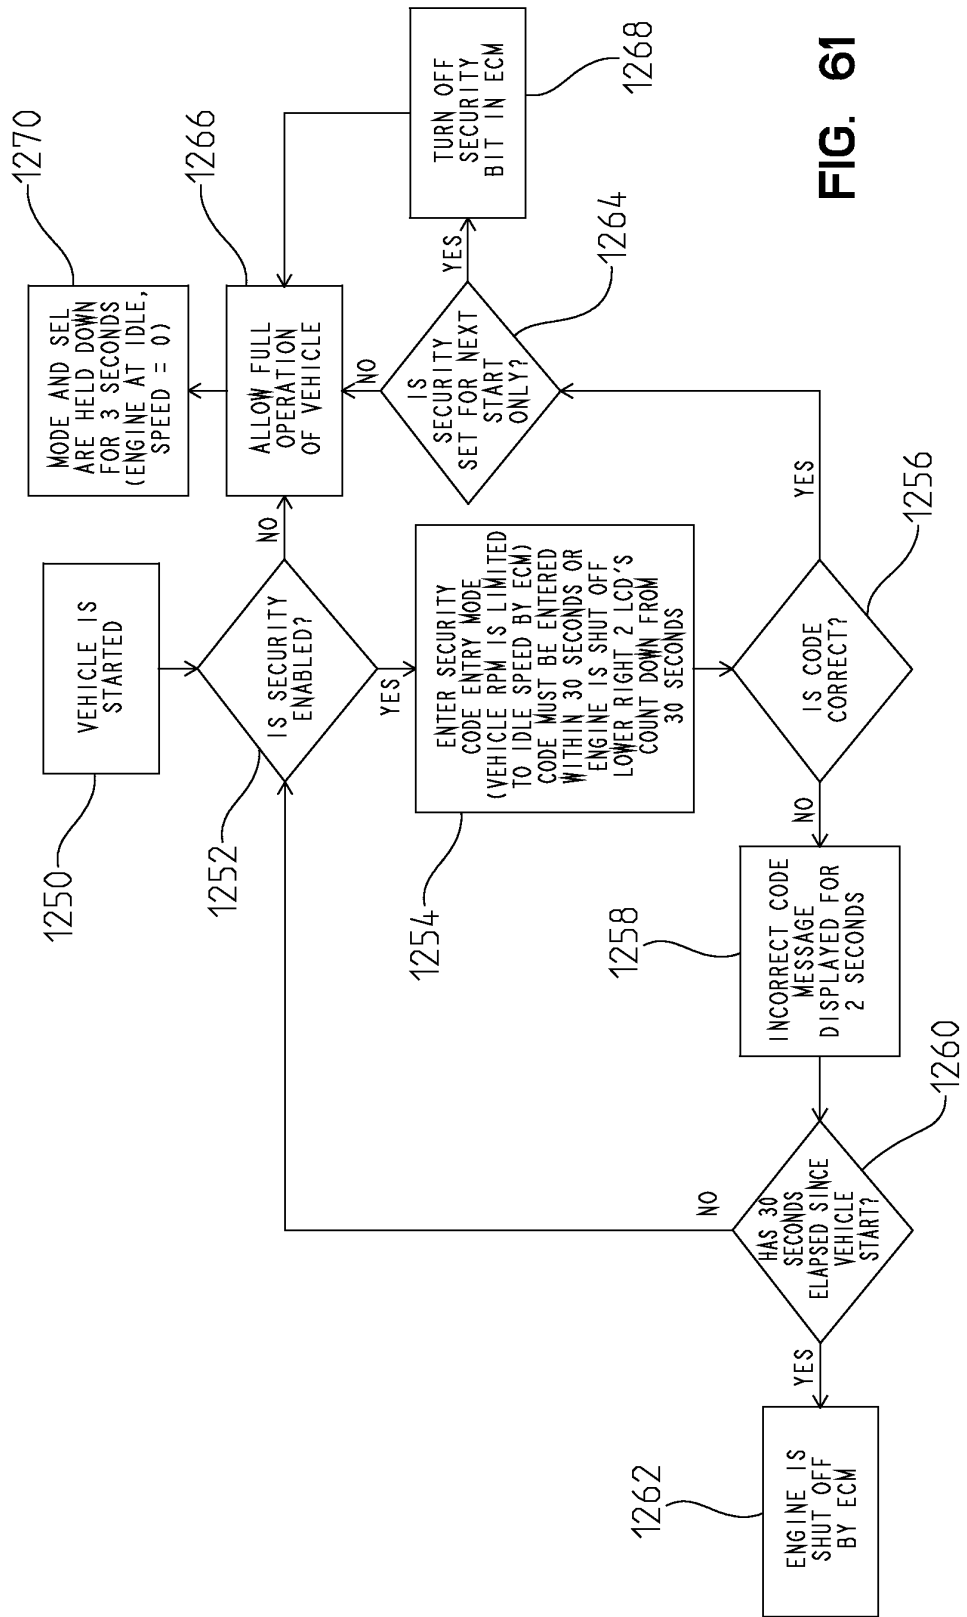 1250
VEHICLE IS
STARTED
1252
IS SECURITY
ENABLED?
NO
YES
1270
MODE AND SEL
ARE HELD DOWN
FOR 3 SECONDS
(ENGINE AT IDLE,
SPEED = 0)
1266
ALLOW FULL
OPERATION
OF VEHICLE
1254
ENTER SECURITY
CODE ENTRY MODE
(VEHICLE RPM IS LIMITED
TO IDLE SPEED BY ECM)
CODE MUST BE ENTERED
WITHIN 30 SECONDS OR
ENGINE IS SHUT OFF
LOWER RIGHT 2 LCD'S
COUNT DOWN FROM
30 SECONDS
NO
IS
SECURITY
SET FOR NEXT
START
ONLY?
1264
YES
TURN OFF
SECURITY
BIT IN ECM
1268
IS CODE
CORRECT?
1256
YES
NO
1258
INCORRECT CODE
MESSAGE
DISPLAYED FOR
2 SECONDS
NO
HAS 30
SECONDS
ELAPSED SINCE
VEHICLE
START?
1260
YES
1262
ENGINE IS
SHUT OFF
BY ECM
FIG. 61